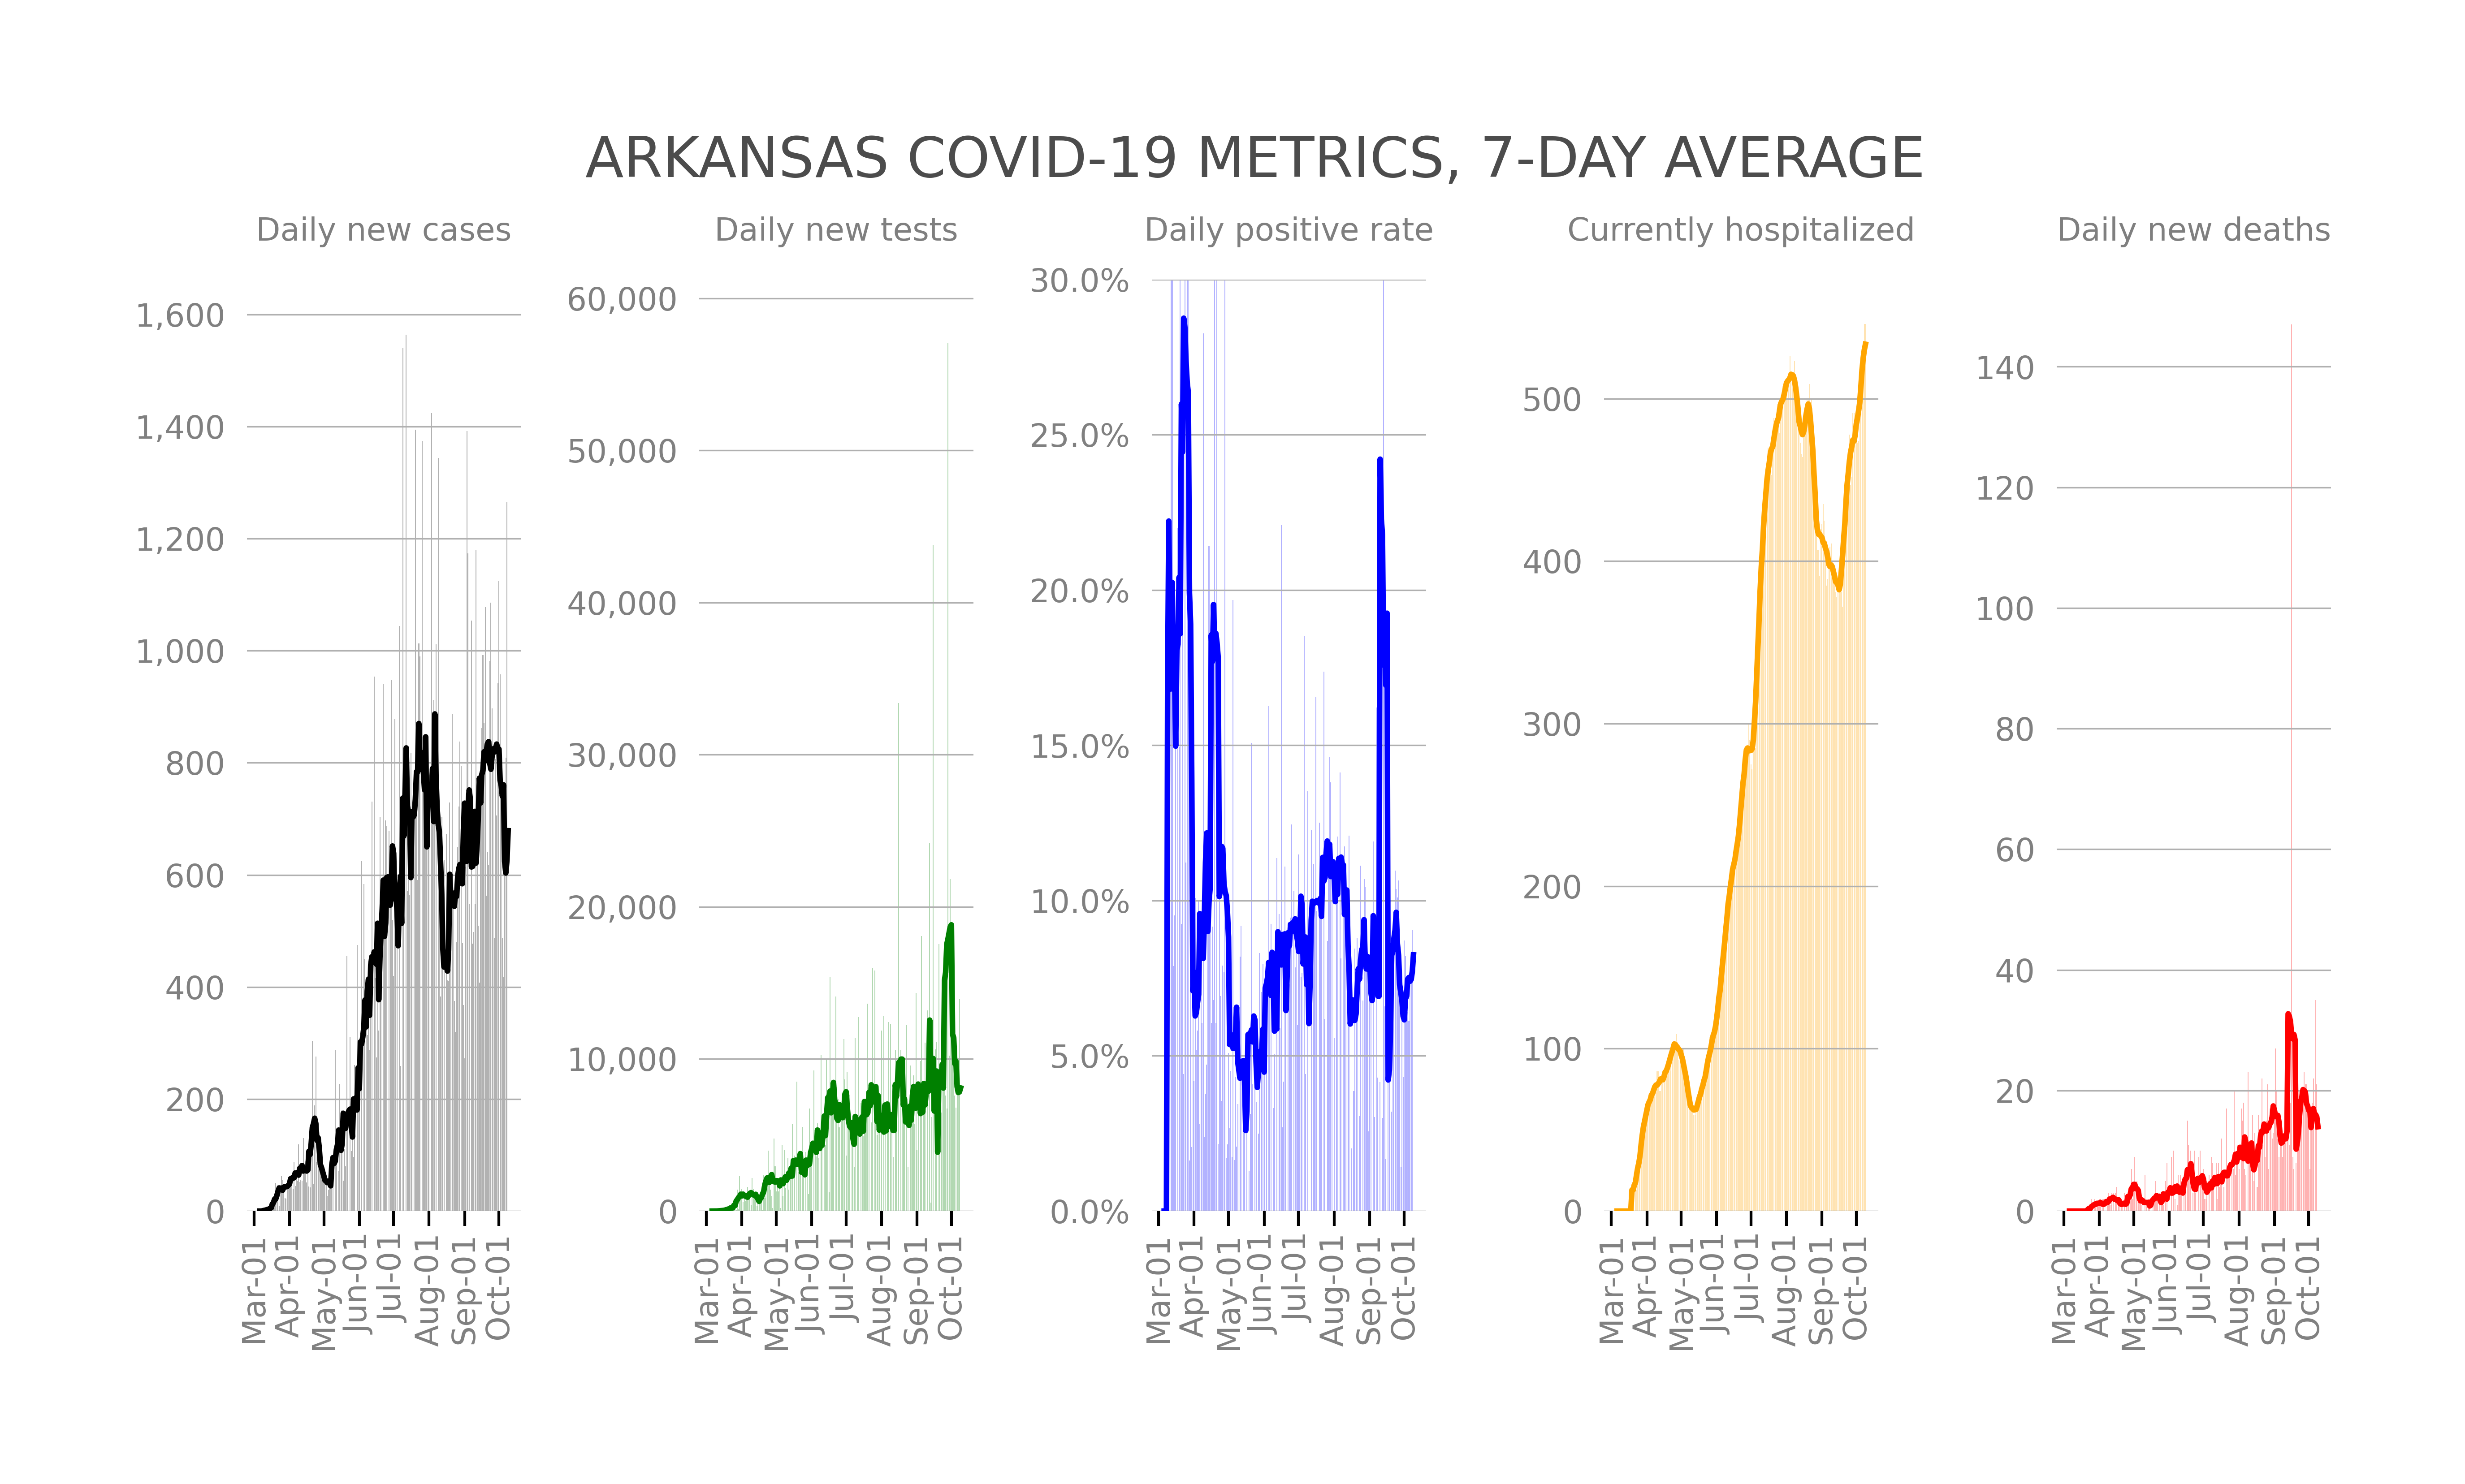 ARKANSAS COVID-19 METRICS, 7-DAY AVERAGE
Daily new cases
1,600
1,400
1,200
1,000
800
600
400
200
0
Mar-01
Apr-01
May-01
Jun-01
Jul-01
Aug-01
Sep-01
Oct-01
Daily new tests
60,000
50,000
40,000
30,000
20,000
10,000
0
Mar-01
Apr-01
May-01
Jun-01
Jul-01
Aug-01
Sep-01
Oct-01
Daily positive rate
30.0%
25.0%
20.0%
15.0%
10.0%
5.0%
0.0%
Mar-01
Apr-01
May-01
Jun-01
Jul-01
Aug-01
Sep-01
Oct-01
Currently hospitalized
500
400
300
200
100
0
Mar-01
Apr-01
May-01
Jun-01
Jul-01
Aug-01
Sep-01
Oct-01
Daily new deaths
140
120
100
80
60
40
20
0
Mar-01
Apr-01
May-01
Jun-01
Jul-01
Aug-01
Sep-01
Oct-01